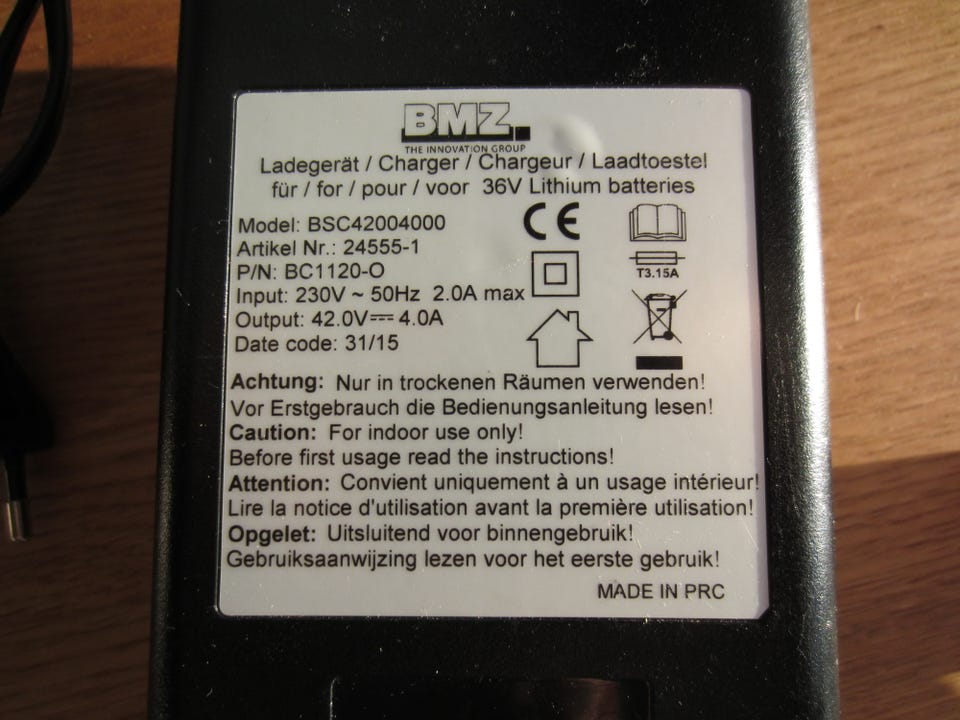 BMZ
THE INNOVATION GROUP
Ladegerät / Charger / Chargeur / Laadtoestel
für / for / pour / voor 36V Lithium batteries
Model: BSC42004000
Artikel Nr.: 24555-1
P/N: BC1120-O
Input: 230V ~ 50Hz 2.0A max
Output: 42.0V⎓ 4.0A
Date code: 31/15
CE
T3.15A
Achtung: Nur in trockenen Räumen verwenden!
Vor Erstgebrauch die Bedienungsanleitung lesen!
Caution: For indoor use only!
Before first usage read the instructions!
Attention: Convient uniquement à un usage intérieur!
Lire la notice d'utilisation avant la première utilisation!
Opgelet: Uitsluitend voor binnengebruik!
Gebruiksaanwijzing lezen voor het eerste gebruik!
MADE IN PRC